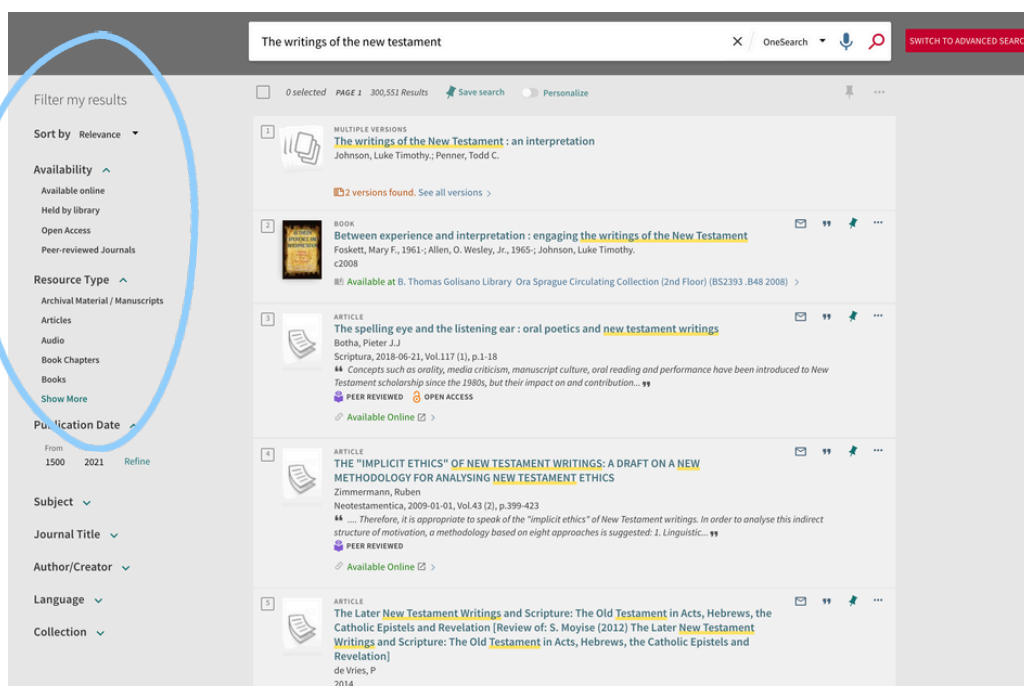 The writings of the new testament
OneSearch
SWITCH TO ADVANCED SEARC
Filter my results
Sort by Relevance
Availability
Available online
Held by library
Open Access
Peer-reviewed Journals
Resource Type
Archival Material / Manuscripts
Articles
Audio
Book Chapters
Books
Show More
Publication Date
From
1500 2021 Refine
Subject
Journal Title
Author/Creator
Language
Collection
0 selected PAGE 1 300,551 Results Save search Personalize
1
MULTIPLE VERSIONS
The writings of the New Testament : an interpretation
Johnson, Luke Timothy.; Penner, Todd C.
2 versions found. See all versions >
2
BOOK
Between experience and interpretation : engaging the writings of the New Testament
Foskett, Mary F., 1961-; Allen, O. Wesley, Jr., 1965-; Johnson, Luke Timothy.
c2008
Available at B. Thomas Golisano Library Ora Sprague Circulating Collection (2nd Floor) (BS2393 .B48 2008) >
3
ARTICLE
The spelling eye and the listening ear : oral poetics and new testament writings
Botha, Pieter J.J
Scriptura, 2018-06-21, Vol.117 (1), p.1-18
“ Concepts such as orality, media criticism, manuscript culture, oral reading and performance have been introduced to New
Testament scholarship since the 1980s, but their impact on and contribution... ”
PEER REVIEWED OPEN ACCESS
Available Online >
4
ARTICLE
THE "IMPLICIT ETHICS" OF NEW TESTAMENT WRITINGS: A DRAFT ON A NEW
METHODOLOGY FOR ANALYSING NEW TESTAMENT ETHICS
Zimmermann, Ruben
Neotestamentica, 2009-01-01, Vol.43 (2), p.399-423
“ .... Therefore, it is appropriate to speak of the "implicit ethics" of New Testament writings. In order to analyse this indirect
structure of motivation, a methodology based on eight approaches is suggested: 1. Linguistic... ”
PEER REVIEWED
Available Online >
5
ARTICLE
The Later New Testament Writings and Scripture: The Old Testament in Acts, Hebrews, the
Catholic Epistels and Revelation [Review of: S. Moyise (2012) The Later New Testament
Writings and Scripture: The Old Testament in Acts, Hebrews, the Catholic Epistels and
Revelation]
de Vries, P
2014